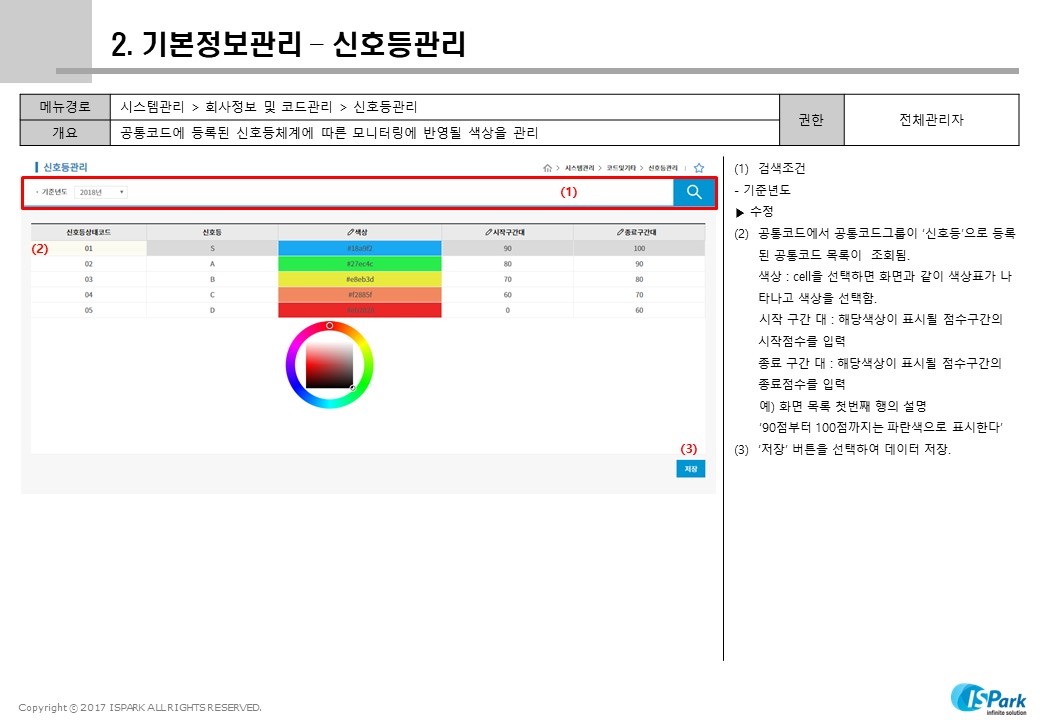 2. 기본정보관리 – 신호등관리
메뉴경로 시스템관리 > 회사정보 및 코드관리 > 신호등관리
개요 공통코드에 등록된 신호등체계에 따른 모니터링에 반영될 색상을 관리
권한 전체관리자
신호등관리
시스템관리 > 코드및기타 > 신호등관리
기준년도 2018년 (1)
신호등상태코드 신호등 색상 시작구간대 종료구간대
(2) 01 S #18a9f2 90 100
02 A #27ec4c 80 90
03 B #e8eb3d 70 80
04 C #f2885f 60 70
05 D 0 60
(3)
저장
(1) 검색조건
- 기준년도
▶ 수정
(2) 공통코드에서 공통코드그룹이 ‘신호등’으로 등록
된 공통코드 목록이 조회됨.
색상 : cell을 선택하면 화면과 같이 색상표가 나
타나고 색상을 선택함.
시작 구간 대 : 해당색상이 표시될 점수구간의
시작점수를 입력
종료 구간 대 : 해당색상이 표시될 점수구간의
종료점수를 입력
예) 화면 목록 첫번째 행의 설명
‘90점부터 100점까지는 파란색으로 표시한다’
(3) ‘저장’ 버튼을 선택하여 데이터 저장.
Copyright ⓒ 2017 ISPARK ALL RIGHTS RESERVED.
ISPark
infinite solution